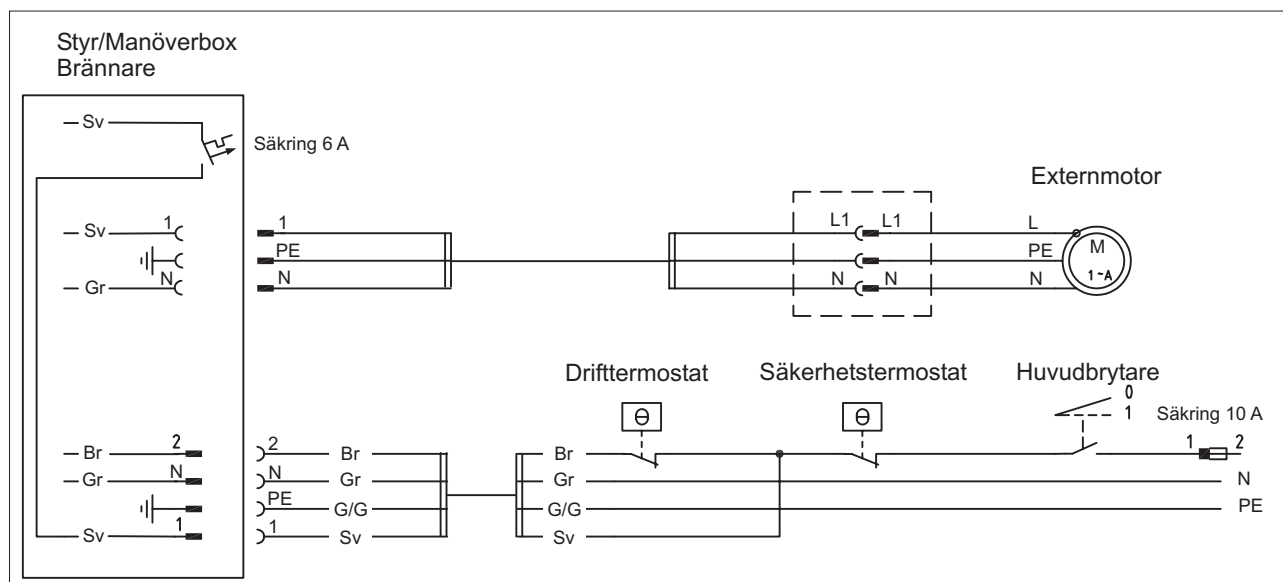 Styr/Manöverbox
Brännare
Sv
Säkring 6 A
Externmotor
Sv 1 1 L1 L1 L
PE PE M
Gr N N N N N 1~A
Drifttermostat Säkerhetstermostat Huvudbrytare
0
θ θ 1 Säkring 10 A
Br 2 2 Br Br 1 2
Gr N N Gr Gr N
PE G/G G/G PE
Sv 1 1 Sv Sv